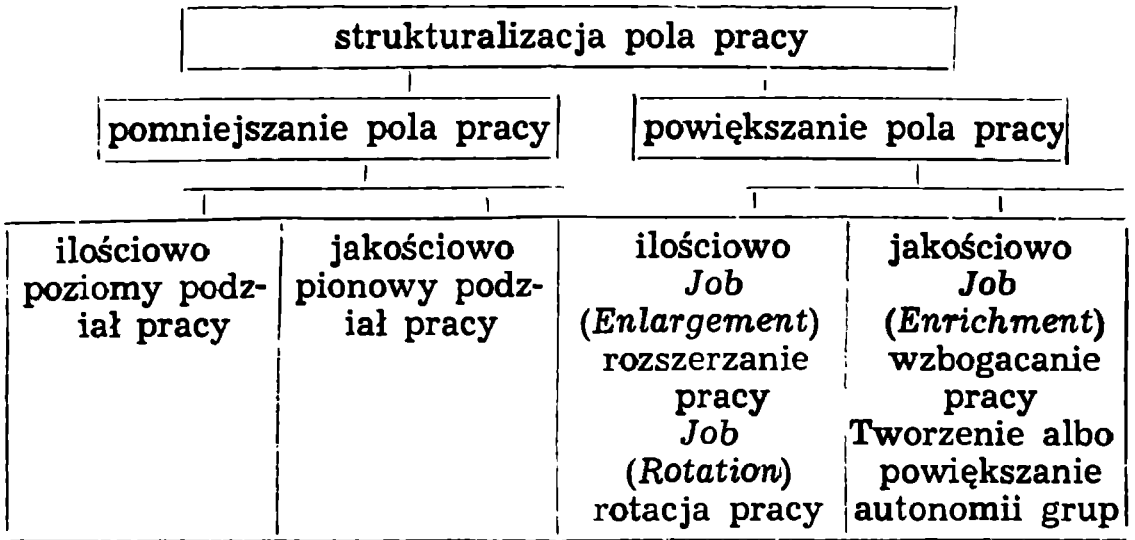 strukturalizacja pola pracy
pomniejszanie pola pracy
powiększanie pola pracy
ilościowo
poziomy podz-
iał pracy
jakościowo
pionowy podz-
iał pracy
ilościowo
Job
(Enlargement)
rozszerzanie
pracy
Job
(Rotation)
rotacja pracy
jakościowo
Job
(Enrichment)
wzbogacanie
pracy
Tworzenie albo
powiększanie
autonomii grup